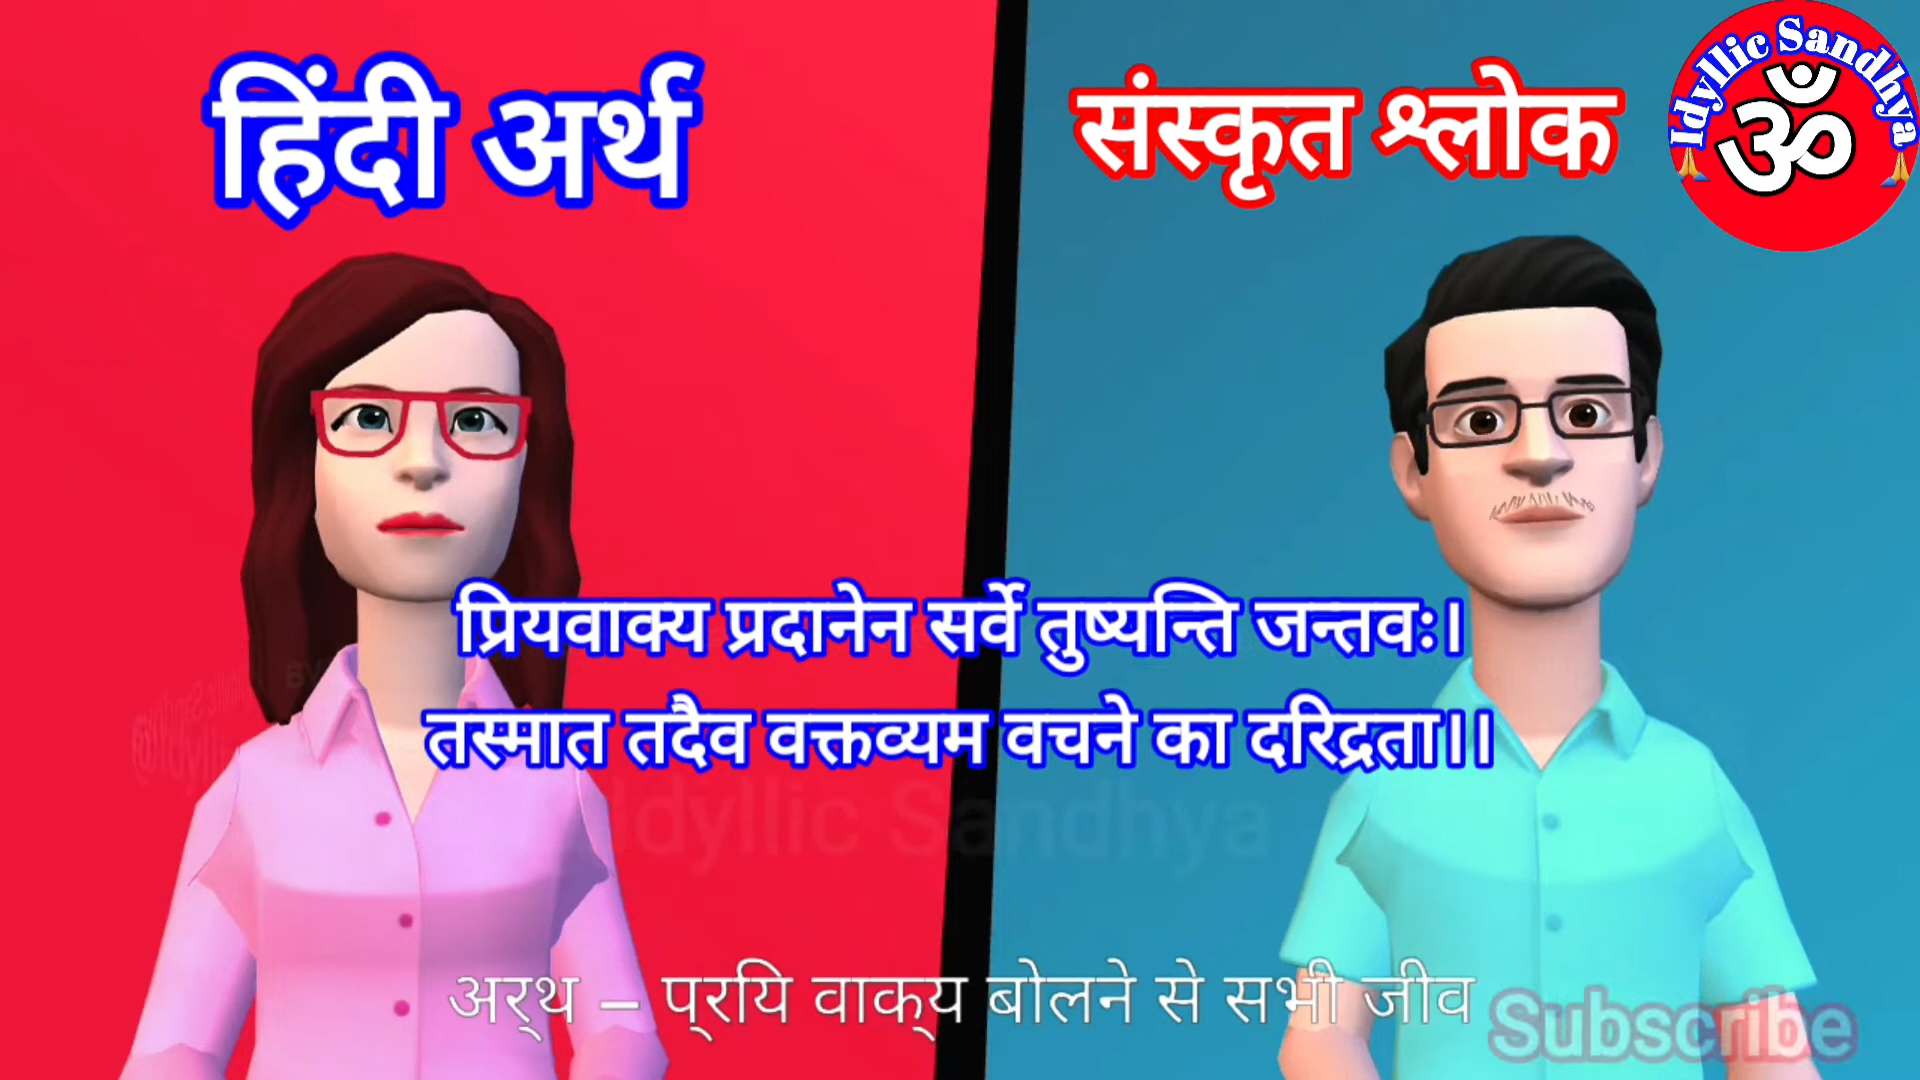 हिंदी अर्थ
संस्कृत श्लोक
Idyllic Sandhya
ॐ
प्रियवाक्य प्रदानेन सर्वे तुष्यन्ति जन्तवः।
तस्मात तदैव वक्तव्यम वचने का दरिद्रता।।
Idyllic Sandhya
अर्थ – प्रयि वाक्य बोलने से सभी जीव
Subscribe